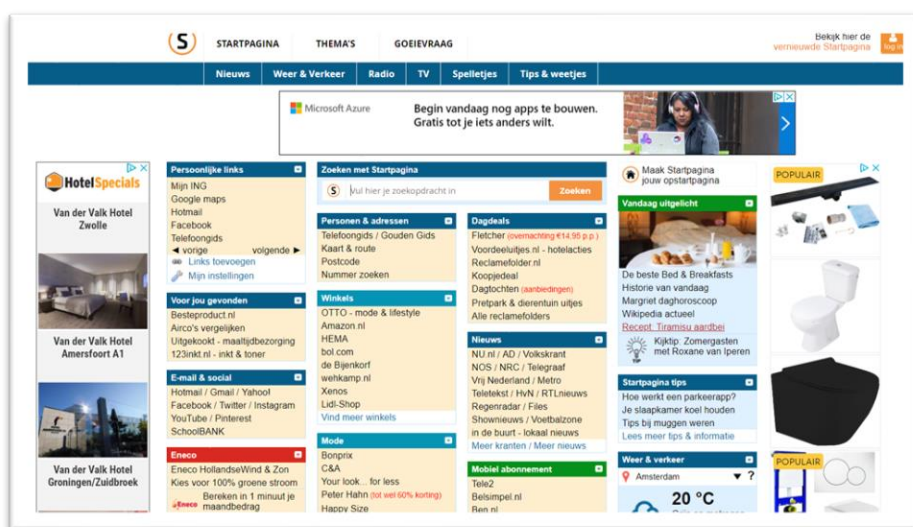 S
STARTPAGINA THEMA'S GOEIEVRAAG
Bekijk hier de
vernieuwde Startpagina
log in
Nieuws Weer & Verkeer Radio TV Spelletjes Tips & weetjes
Microsoft Azure
Begin vandaag nog apps te bouwen.
Gratis tot je iets anders wilt.
HotelSpecials
Van der Valk Hotel
Zwolle
Van der Valk Hotel
Amersfoort A1
Van der Valk Hotel
Groningen/Zuidbroek
Persoonlijke links
Mijn ING
Google maps
Hotmail
Facebook
Telefoongids
◄ vorige volgende ►
Links toevoegen
Mijn instellingen
Voor jou gevonden
Besteproduct.nl
Airco's vergelijken
Uitgekookt - maaltijdbezorging
123inkt.nl - inkt & toner
E-mail & social
Hotmail / Gmail / Yahoo!
Facebook / Twitter / Instagram
YouTube / Pinterest
SchoolBANK
Eneco
Eneco HollandseWind & Zon
Kies voor 100% groene stroom
Eneco
Bereken in 1 minuut je
maandbedrag
Zoeken met Startpagina
S Vul hier je zoekopdracht in Zoeken
Personen & adressen
Telefoongids / Gouden Gids
Kaart & route
Postcode
Nummer zoeken
Winkels
OTTO - mode & lifestyle
Amazon.nl
HEMA
bol.com
de Bijenkorf
wehkamp.nl
Xenos
Lidl-Shop
Vind meer winkels
Mode
Bonprix
C&A
Your look... for less
Peter Hahn (tot wel 60% korting)
Happy Size
Dagdeals
Fletcher (overnachting €14,95 p.p.)
Voordeeluitjes.nl - hotelacties
Reclamefolder.nl
Koopjedeal
Dagtochten (aanbiedingen)
Pretpark & dierentuin uitjes
Alle reclamefolders
Nieuws
NU.nl / AD / Volkskrant
NOS / NRC / Telegraaf
Vrij Nederland / Metro
Teletekst / HvN / RTLnieuws
Regenradar / Files
Shownieuws / Voetbalzone
in de buurt - lokaal nieuws
Meer kranten / Meer nieuws
Mobiel abonnement
Tele2
Belsimpel.nl
Ben.nl
Maak Startpagina
jouw opstartpagina
Vandaag uitgelicht
De beste Bed & Breakfasts
Historie van vandaag
Margriet daghoroscoop
Wikipedia actueel
Recept: Tiramisu aardbei
TIP
Kijktip: Zomergasten
met Roxane van Iperen
Startpagina tips
Hoe werkt een parkeerapp?
Je slaapkamer koel houden
Tips bij muggen weren
Lees meer tips & informatie
Weer & verkeer
Amsterdam ▼ ?
20 °C
POPULAIR
POPULAIR